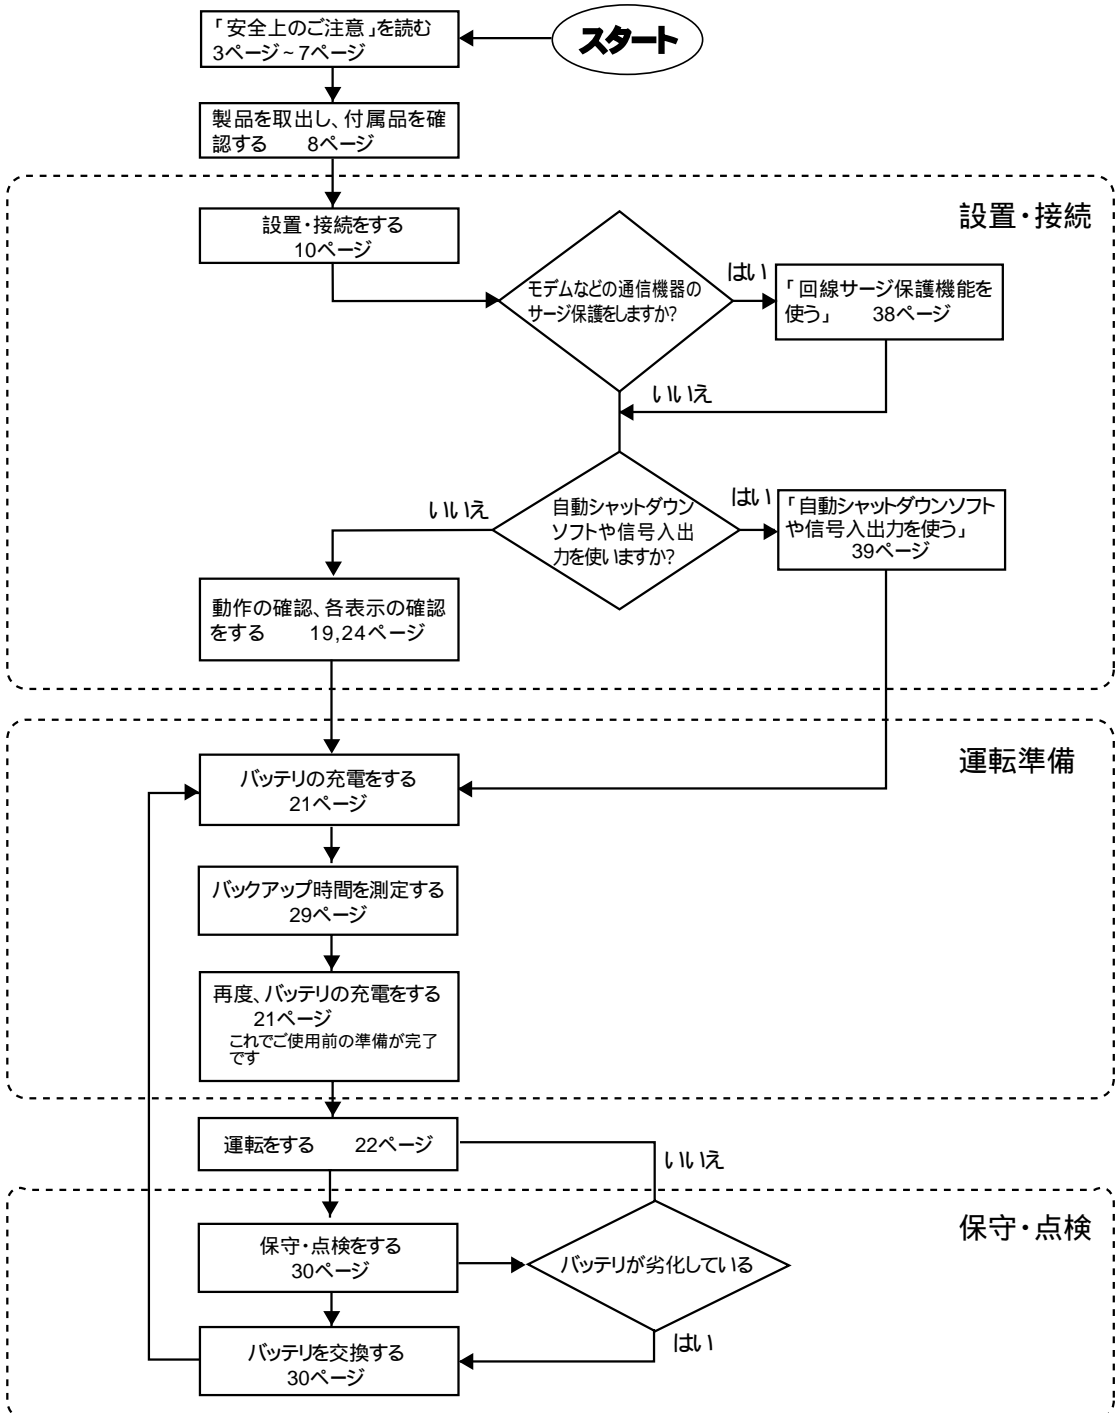 スタート
「安全上のご注意」を読む
3ページ~7ページ
製品を取出し、付属品を確
認する 8ページ
設置・接続
設置・接続をする
10ページ
モデムなどの通信機器の
サージ保護をしますか?
はい
「回線サージ保護機能を
使う」 38ページ
いいえ
自動シャットダウン
ソフトや信号入出
力を使いますか?
はい
「自動シャットダウンソフト
や信号入出力を使う」
39ページ
いいえ
動作の確認、各表示の確認
をする 19,24ページ
運転準備
バッテリの充電をする
21ページ
バックアップ時間を測定する
29ページ
再度、バッテリの充電をする
21ページ
これでご使用前の準備が完了
です
運転をする 22ページ
いいえ
保守・点検
保守・点検をする
30ページ
バッテリが劣化している
はい
バッテリを交換する
30ページ